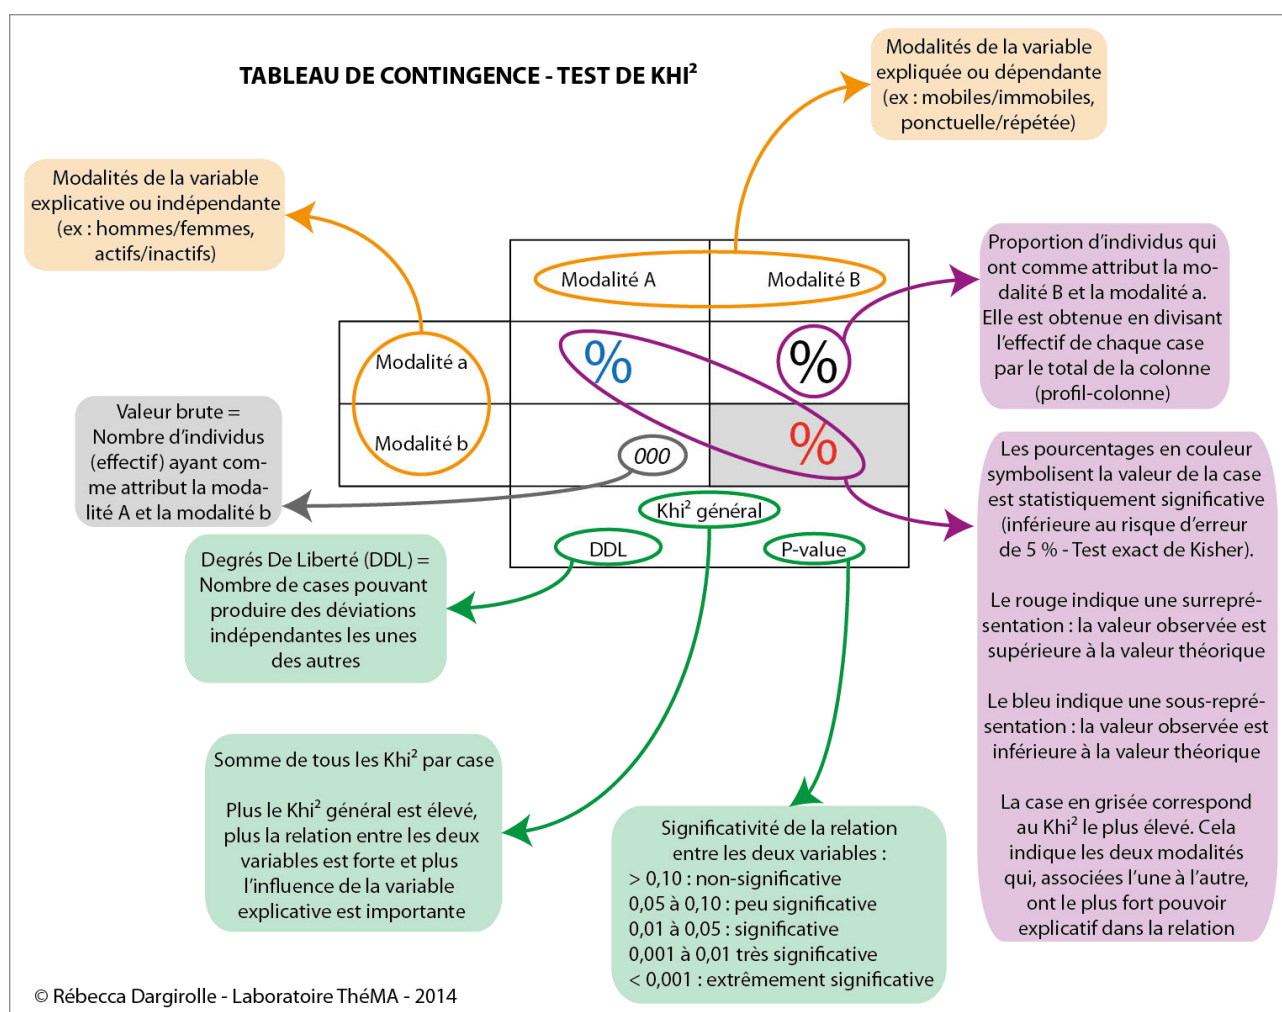 TABLEAU DE CONTINGENCE - TEST DE KHI²
Modalités de la variable
expliquée ou dépendante
(ex : mobiles/immobiles,
ponctuelle/répétée)
Modalités de la variable
explicative ou indépendante
(ex : hommes/femmes,
actifs/inactifs)
Modalité A
Modalité B
Proportion d’individus qui
ont comme attribut la mo-
dalité B et la modalité a.
Elle est obtenue en divisant
l’effectif de chaque case
par le total de la colonne
(profil-colonne)
Modalité a
%
%
Valeur brute =
Nombre d’individus
(effectif) ayant com-
me attribut la moda-
lité A et la modalité b
Modalité b
000
%
Les pourcentages en couleur
symbolisent la valeur de la case
est statistiquement significative
(inférieure au risque d’erreur
de 5 % - Test exact de Kisher).
Le rouge indique une surrepré-
sentation : la valeur observée est
supérieure à la valeur théorique
Le bleu indique une sous-repré-
sentation : la valeur observée est
inférieure à la valeur théorique
La case en grisée correspond
au Khi² le plus élevé. Cela
indique les deux modalités
qui, associées l’une à l’autre,
ont le plus fort pouvoir
explicatif dans la relation
Khi² général
DDL
P-value
Degrés De Liberté (DDL) =
Nombre de cases pouvant
produire des déviations
indépendantes les unes
des autres
Somme de tous les Khi² par case
Plus le Khi² général est élevé,
plus la relation entre les deux
variables est forte et plus
l’influence de la variable
explicative est importante
Significativité de la relation
entre les deux variables :
> 0,10 : non-significative
0,05 à 0,10 : peu significative
0,01 à 0,05 : significative
0,001 à 0,01 très significative
< 0,001 : extrêmement significative
© Rébecca Dargirolle - Laboratoire ThéMA - 2014